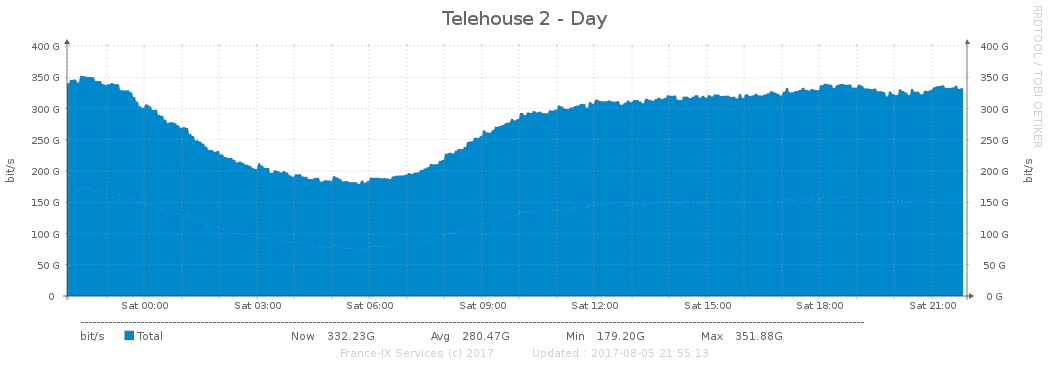 Telehouse 2 - Day
RRDTOOL / TOBI OETIKER
bit/s
bit/s
400 G 400 G
350 G 350 G
300 G 300 G
250 G 250 G
200 G 200 G
150 G 150 G
100 G 100 G
50 G 50 G
0 0 G
Sat 00:00 Sat 03:00 Sat 06:00 Sat 09:00 Sat 12:00 Sat 15:00 Sat 18:00 Sat 21:00
bit/s Total Now 332.23G Avg 280.47G Min 179.20G Max 351.88G
France-IX Services (c) 2017 Updated : 2017-08-05 21:55:13